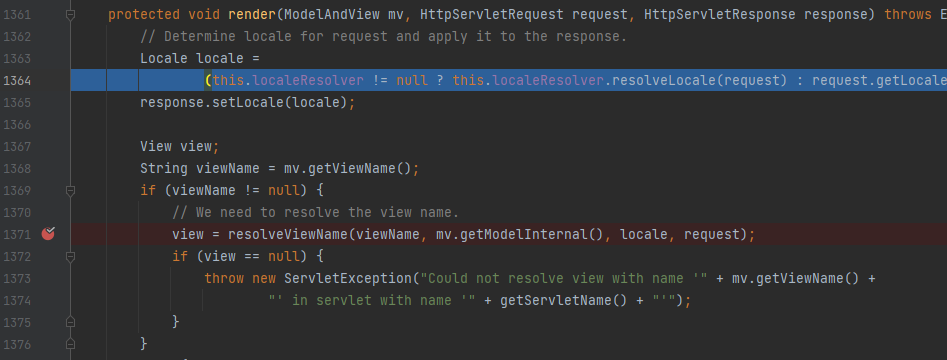 1361 protected void render(ModelAndView mv, HttpServletRequest request, HttpServletResponse response) throws E
1362 // Determine locale for request and apply it to the response.
1363 Locale locale =
1364 (this.localeResolver != null ? this.localeResolver.resolveLocale(request) : request.getLocale
1365 response.setLocale(locale);
1366
1367 View view;
1368 String viewName = mv.getViewName();
1369 if (viewName != null) {
1370 // We need to resolve the view name.
1371 view = resolveViewName(viewName, mv.getModelInternal(), locale, request);
1372 if (view == null) {
1373 throw new ServletException("Could not resolve view with name '" + mv.getViewName() +
1374 "' in servlet with name '" + getServletName() + "'");
1375 }
1376 }